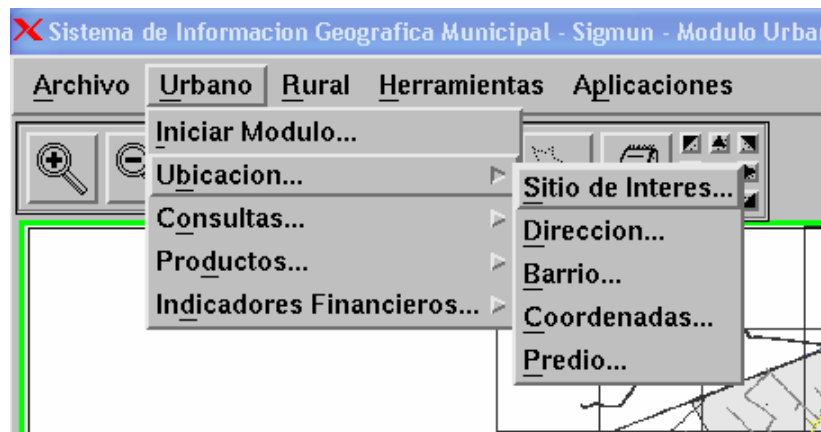 Sistema de Informacion Geografica Municipal - Sigmun - Modulo
Archivo Urbano Rural Herramientas Aplicaciones
Iniciar Modulo...
Ubicacion...
Consultas...
Productos...
Indicadores Financieros...
Sitio de Interes...
Direccion...
Barrio...
Coordenadas...
Predio...